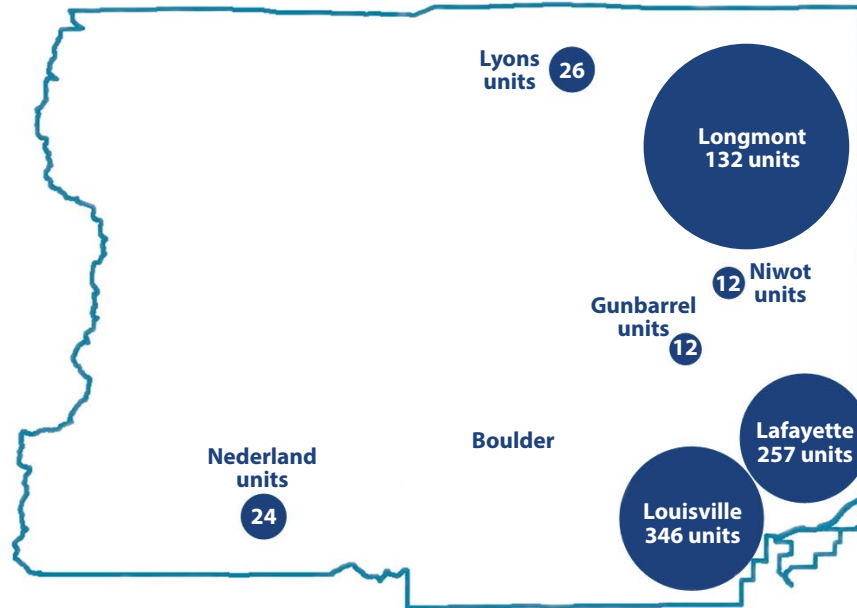 Lyons
units
26
Longmont
132 units
12
Niwot
units
Gunbarrel
units
12
Boulder
Lafayette
257 units
Nederland
units
24
Louisville
346 units